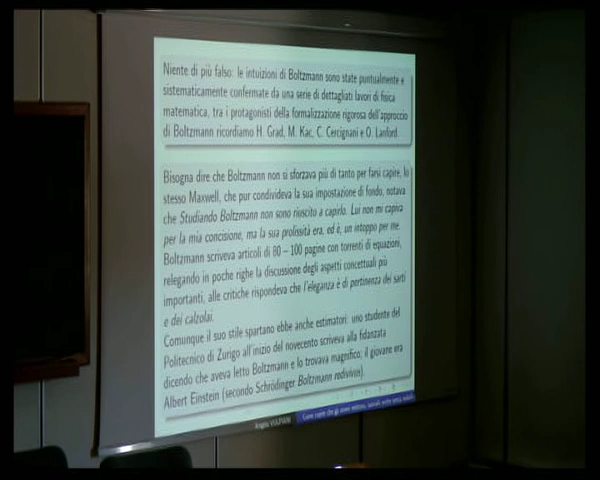 Niente di più falso: le intuizioni di Boltzmann sono state puntualmente e
sistematicamente confermate da una serie di dettagliati lavori di fisica
matematica, tra i protagonisti della formalizzazione rigorosa dell'approccio
di Boltzmann ricordiamo H. Grad, M. Kac, C. Cercignani e O. Lanford.
Bisogna dire che Boltzmann non si sforzava più di tanto per farsi capire, lo
stesso Maxwell, che pur condivideva la sua impostazione di fondo, notava
che Studiando Boltzmann non sono riuscito a capirlo. Lui non mi capiva
per la mia concisione, ma la sua prolissità era, ed è, un intoppo per me.
Boltzmann scriveva articoli di 80 – 100 pagine con torrenti di equazioni,
relegando in poche righe la discussione degli aspetti concettuali più
importanti, alle critiche rispondeva che l'eleganza è di pertinenza dei sarti
e dei calzolai.
Comunque il suo stile spartano ebbe anche estimatori: uno studente del
Politecnico di Zurigo all'inizio del novecento scriveva alla fidanzata
dicendo che aveva letto Boltzmann e lo trovava magnifico; il giovane era
Albert Einstein (secondo Schrödinger Boltzmann redivivo).
Angelo VULPIANI